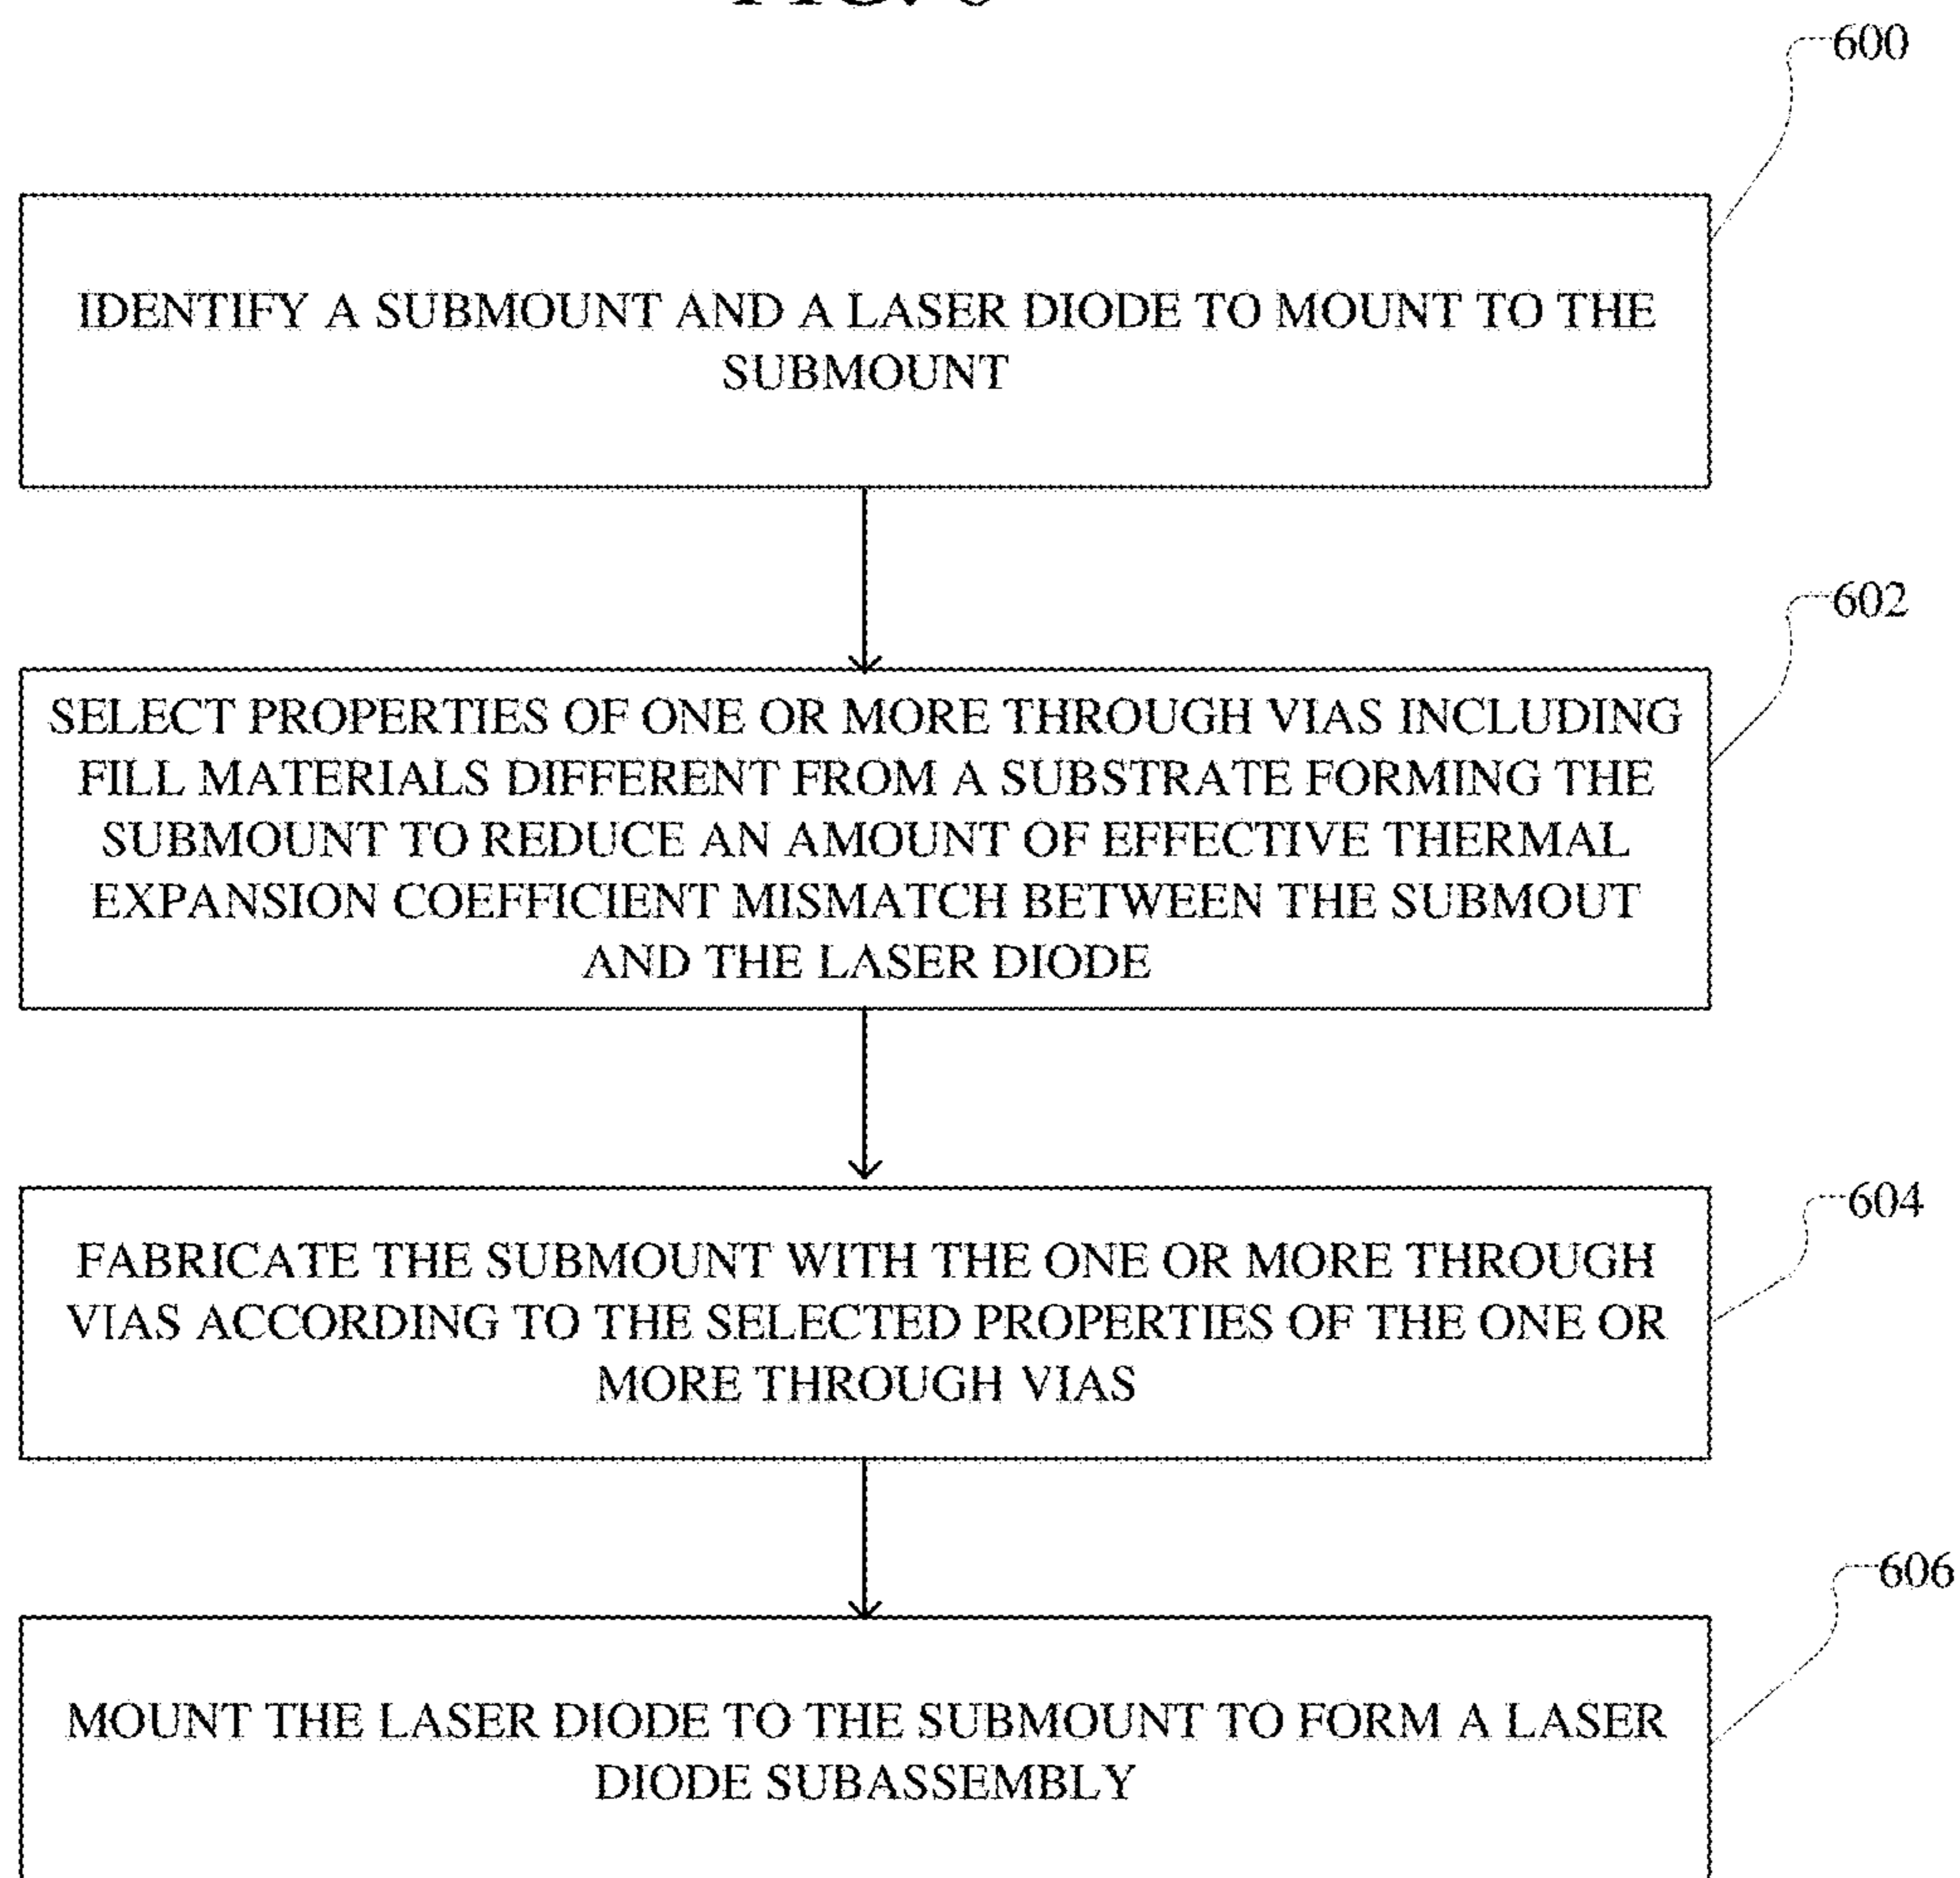 600
IDENTIFY A SUBMOUNT AND A LASER DIODE TO MOUNT TO THE
SUBMOUNT
602
SELECT PROPERTIES OF ONE OR MORE THROUGH VIAS INCLUDING
FILL MATERIALS DIFFERENT FROM A SUBSTRATE FORMING THE
SUBMOUNT TO REDUCE AN AMOUNT OF EFFECTIVE THERMAL
EXPANSION COEFFICIENT MISMATCH BETWEEN THE SUBMOUT
AND THE LASER DIODE
604
FABRICATE THE SUBMOUNT WITH THE ONE OR MORE THROUGH
VIAS ACCORDING TO THE SELECTED PROPERTIES OF THE ONE OR
MORE THROUGH VIAS
606
MOUNT THE LASER DIODE TO THE SUBMOUNT TO FORM A LASER
DIODE SUBASSEMBLY